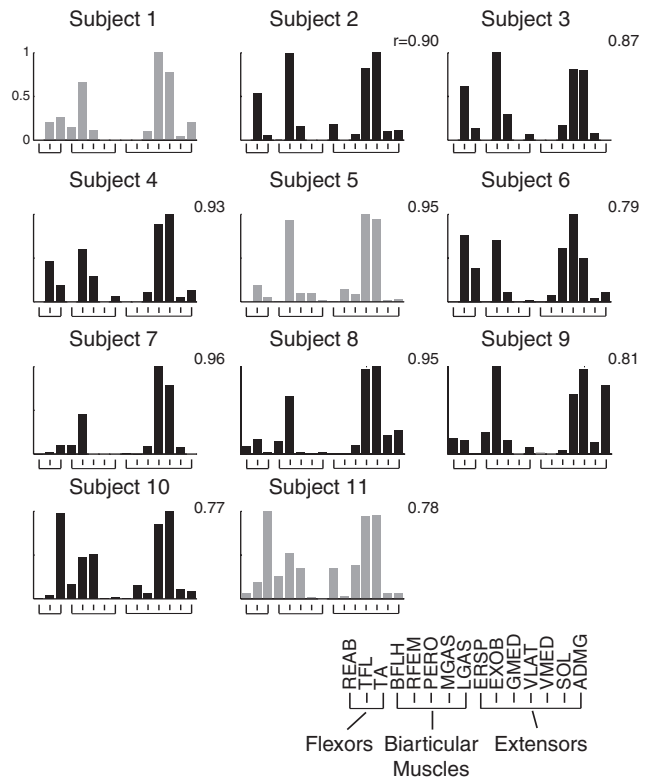 Subject 1
Subject 2
Subject 3
r=0.90
0.87
1
0.5
0
Subject 4
Subject 5
Subject 6
0.93
0.95
0.79
Subject 7
Subject 8
Subject 9
0.96
0.95
0.81
Subject 10
Subject 11
0.77
0.78
REAB
TFL
TA
BFLH
RFEM
PERO
MGAS
LGAS
ERSP
EXOB
GMED
VLAT
VMED
SOL
ADMG
Flexors Biarticular Extensors
Muscles